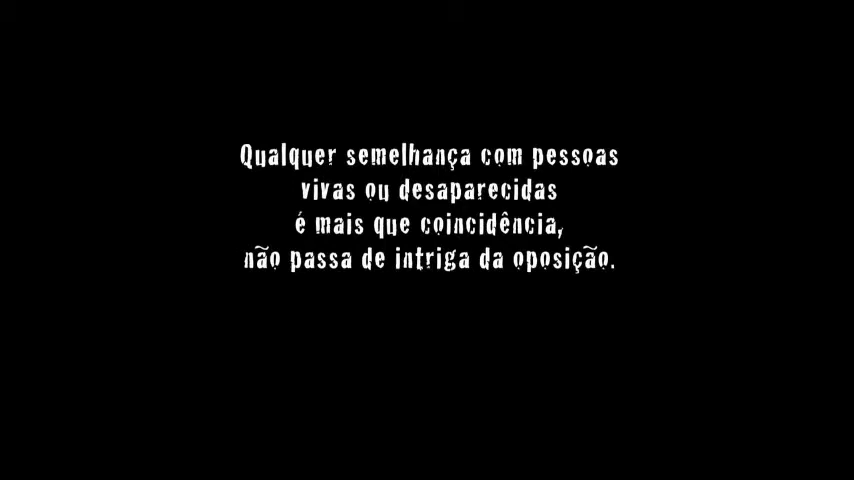 Qualquer semelhança com pessoas
vivas ou desaparecidas
é mais que coincidência,
não passa de intriga da oposição.